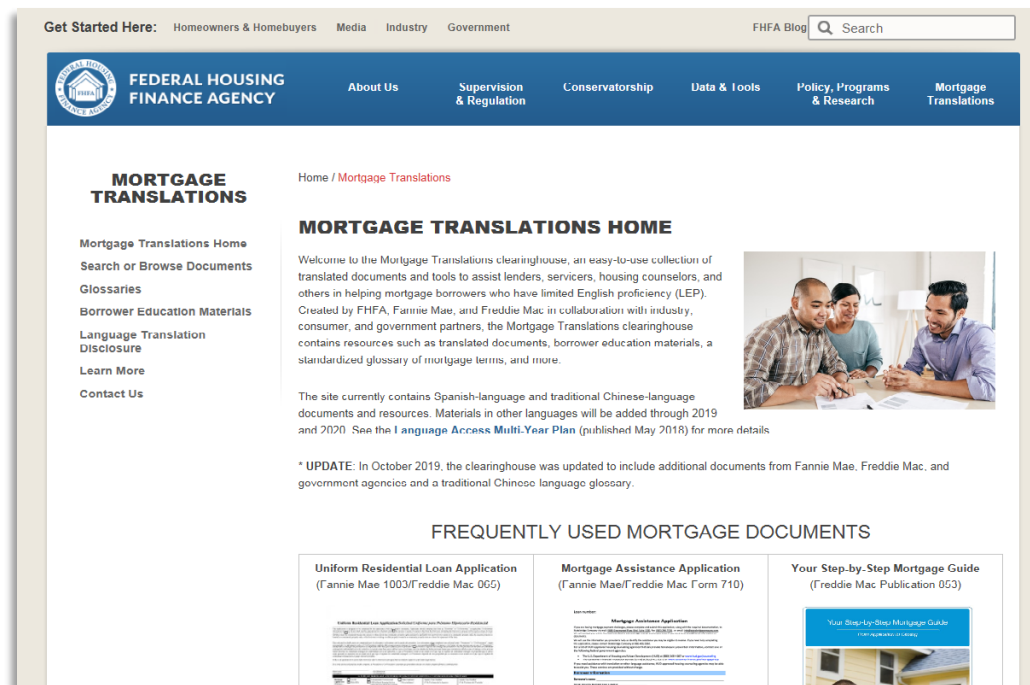 Get Started Here: Homeowners & Homebuyers Media Industry Government FHFA Blog Search
FEDERAL HOUSING
FINANCE AGENCY
FHFA
About Us
Supervision
& Regulation
Conservatorship
Data & Tools
Policy, Programs
& Research
Mortgage
Translations
MORTGAGE
TRANSLATIONS
Mortgage Translations Home
Search or Browse Documents
Glossaries
Borrower Education Materials
Language Translation
Disclosure
Learn More
Contact Us
Home / Mortgage Translations
MORTGAGE TRANSLATIONS HOME
Welcome to the Mortgage Translations clearinghouse, an easy-to-use collection of
translated documents and tools to assist lenders, servicers, housing counselors, and
others in helping mortgage borrowers who have limited English proficiency (LEP).
Created by FHFA, Fannie Mae, and Freddie Mac in collaboration with industry,
consumer, and government partners, the Mortgage Translations clearinghouse
contains resources such as translated documents, borrower education materials, a
standardized glossary of mortgage terms, and more.
The site currently contains Spanish-language and traditional Chinese-language
documents and resources. Materials in other languages will be added through 2019
and 2020. See the Language Access Multi-Year Plan (published May 2018) for more details
* UPDATE: In October 2019, the clearinghouse was updated to include additional documents from Fannie Mae, Freddie Mac, and
government agencies and a traditional Chinese language glossary.
FREQUENTLY USED MORTGAGE DOCUMENTS
Uniform Residential Loan Application
(Fannie Mae 1003/Freddie Mac 065)
Mortgage Assistance Application
(Fannie Mae/Freddie Mac Form 710)
Mortgage Assistance Application
Your Step-by-Step Mortgage Guide
(Freddie Mac Publication 853)
Your Step-by-Step Mortgage Guide
From Application to Closing